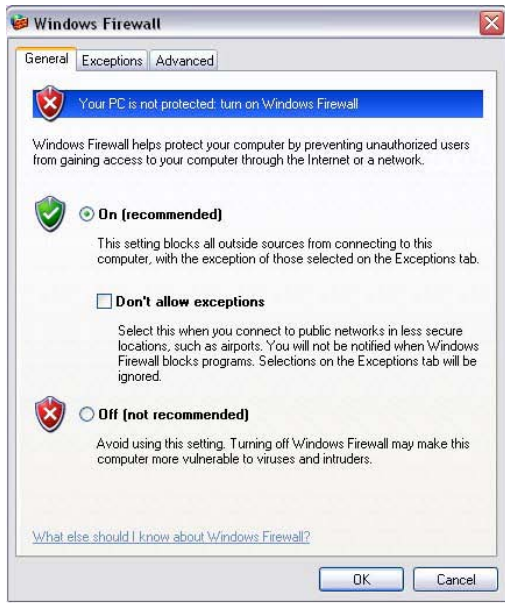 Windows Firewall
General Exceptions Advanced
Your PC is not protected: turn on Windows Firewall
Windows Firewall helps protect your computer by preventing unauthorized users
from gaining access to your computer through the Internet or a network.
On (recommended)
This setting blocks all outside sources from connecting to this
computer, with the exception of those selected on the Exceptions tab.
Don't allow exceptions
Select this when you connect to public networks in less secure
locations, such as airports. You will not be notified when Windows
Firewall blocks programs. Selections on the Exceptions tab will be
ignored.
Off (not recommended)
Avoid using this setting. Turning off Windows Firewall may make this
computer more vulnerable to viruses and intruders.
What else should I know about Windows Firewall?
OK Cancel